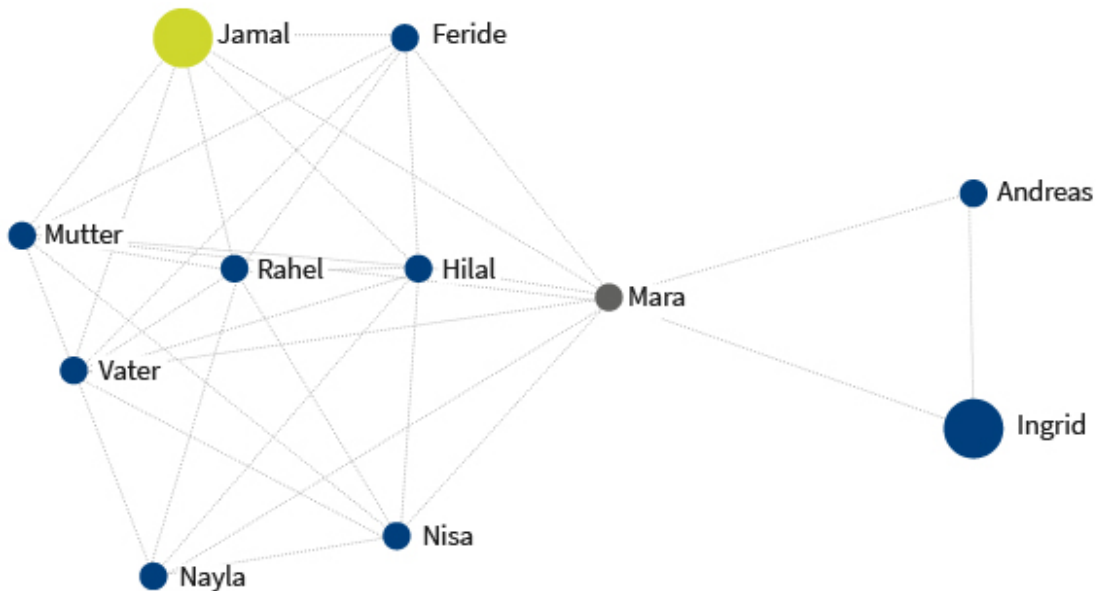 Jamal
Feride
Andreas
Mutter
Rahel
Hilal
Mara
Vater
Ingrid
Nisa
Nayla